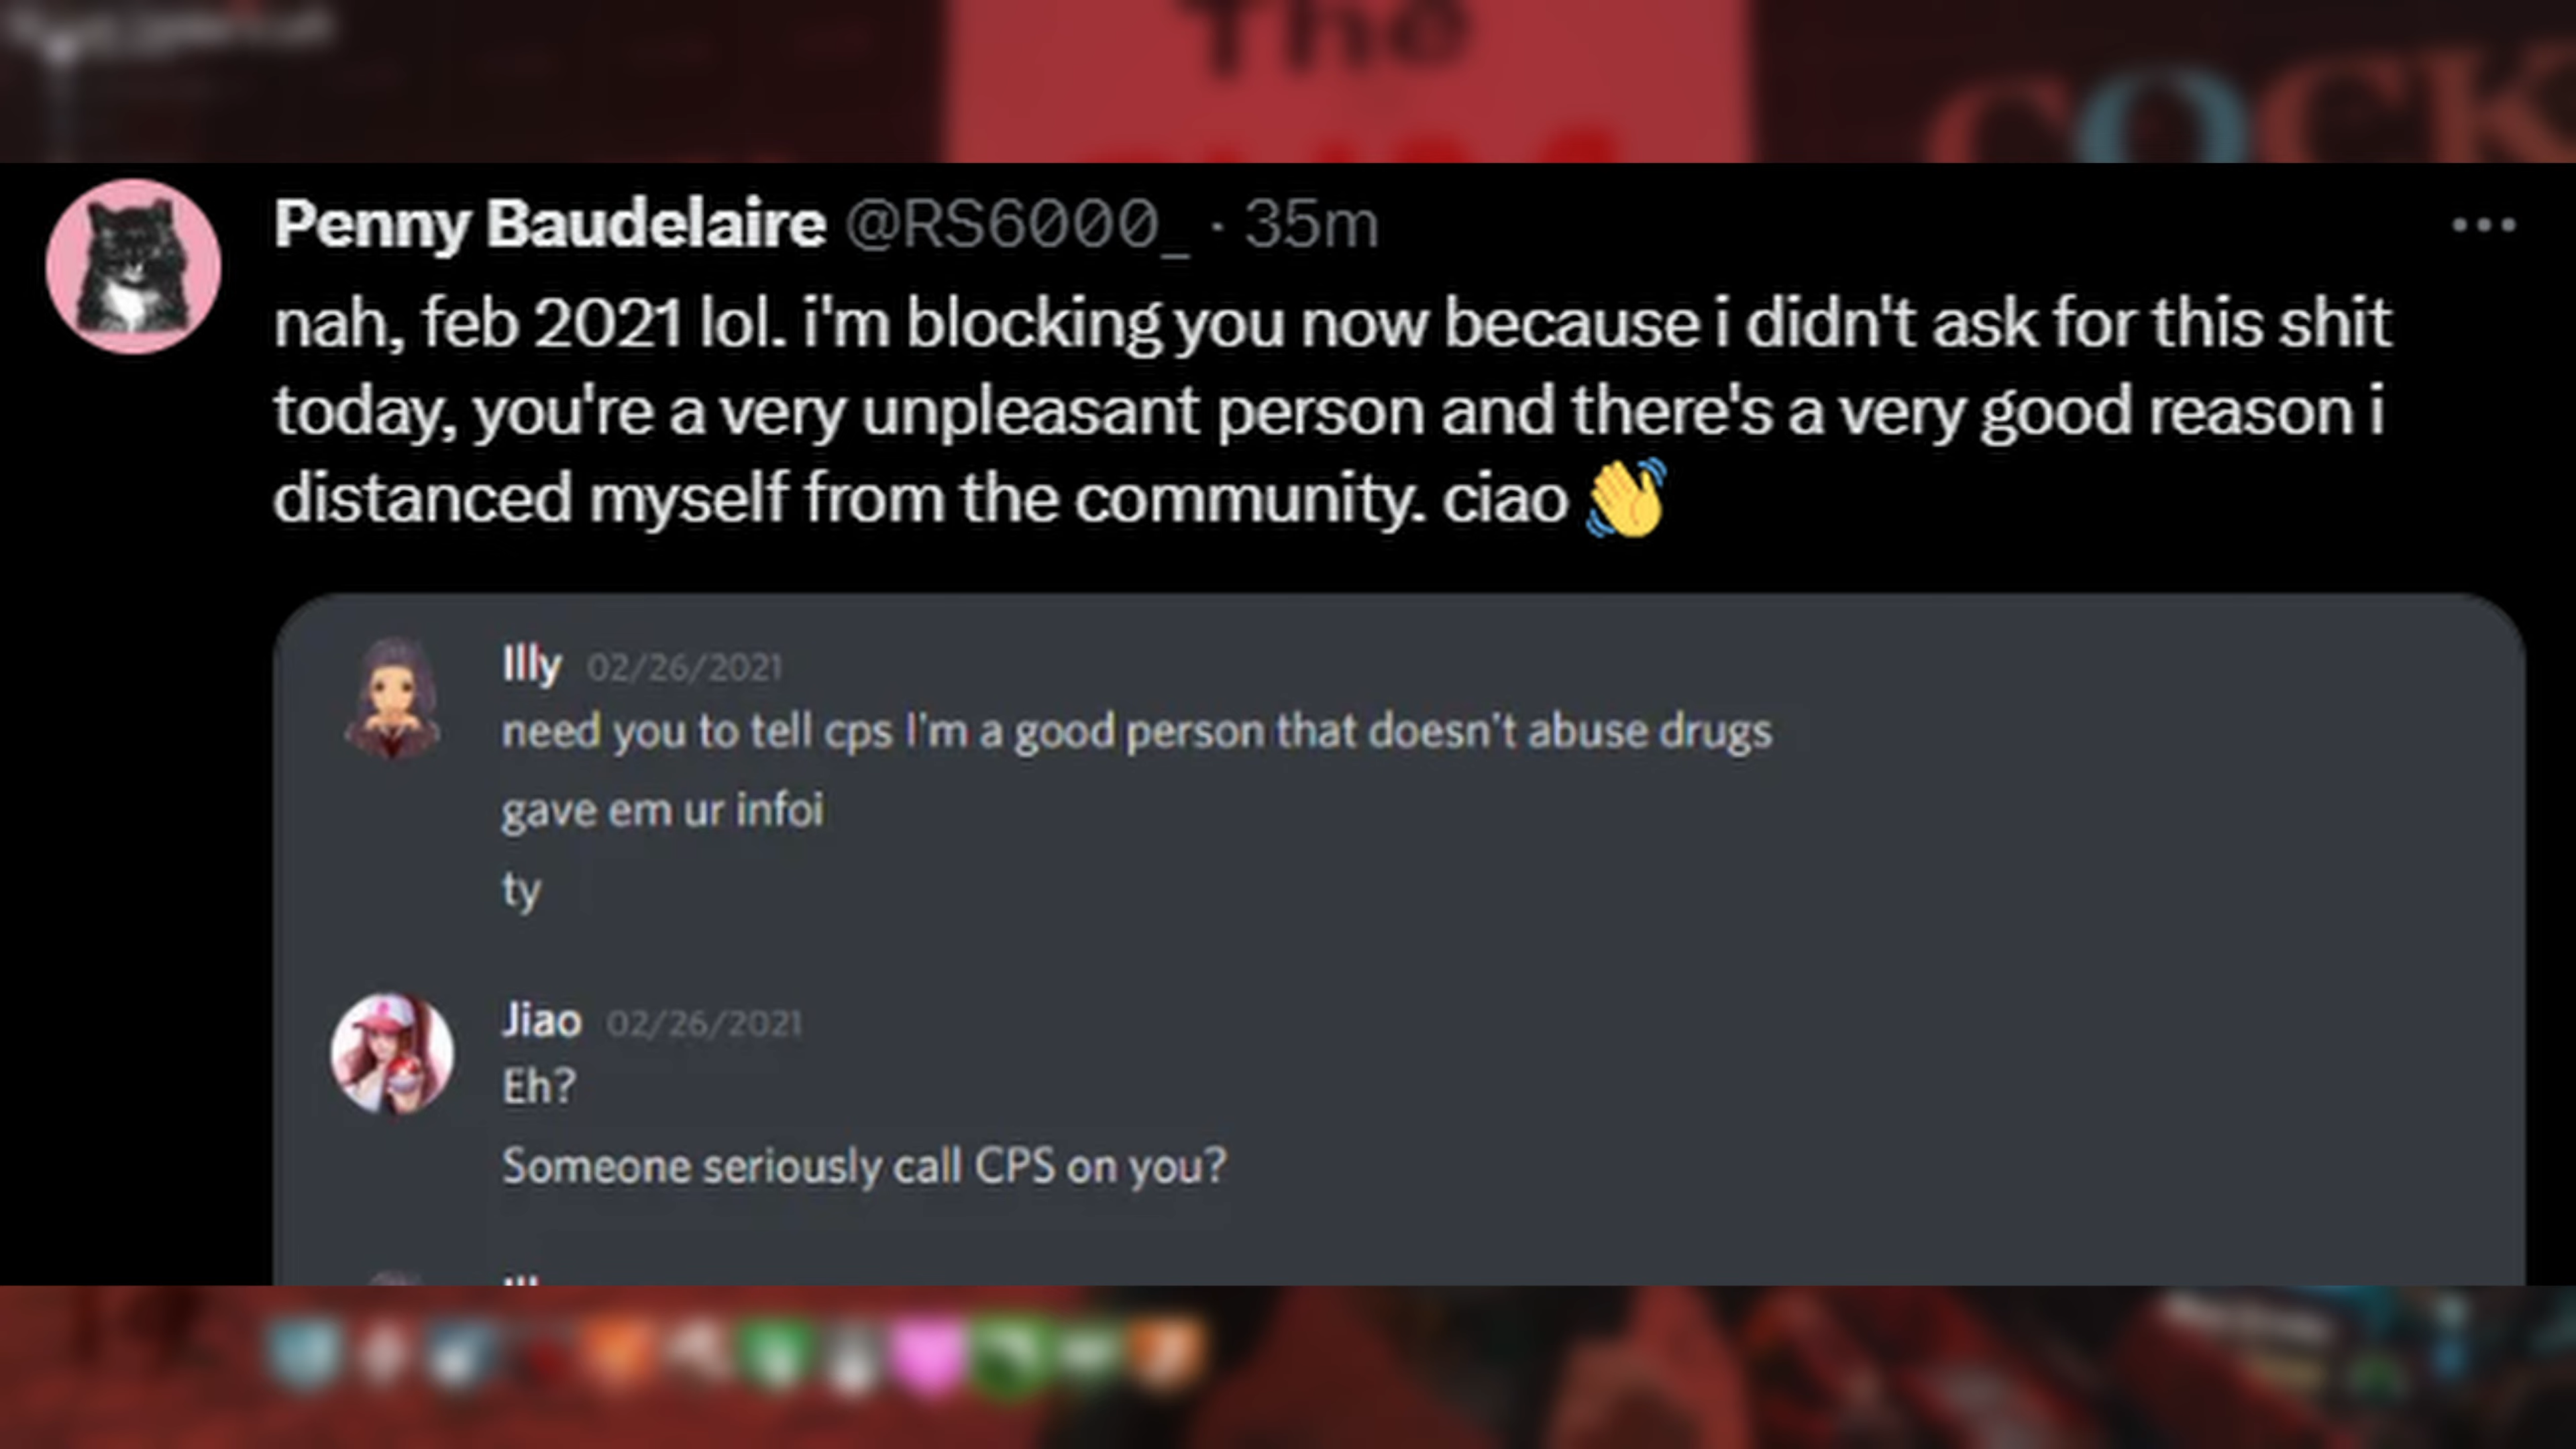 The
COCK
Penny Baudelaire @RS6000_ · 35m
nah, feb 2021 lol. i'm blocking you now because i didn't ask for this shit
today, you're a very unpleasant person and there's a very good reason i
distanced myself from the community. ciao 👋
Illy 02/26/2021
need you to tell cps I'm a good person that doesn't abuse drugs
gave em ur infoi
ty
Jiao 02/26/2021
Eh?
Someone seriously call CPS on you?